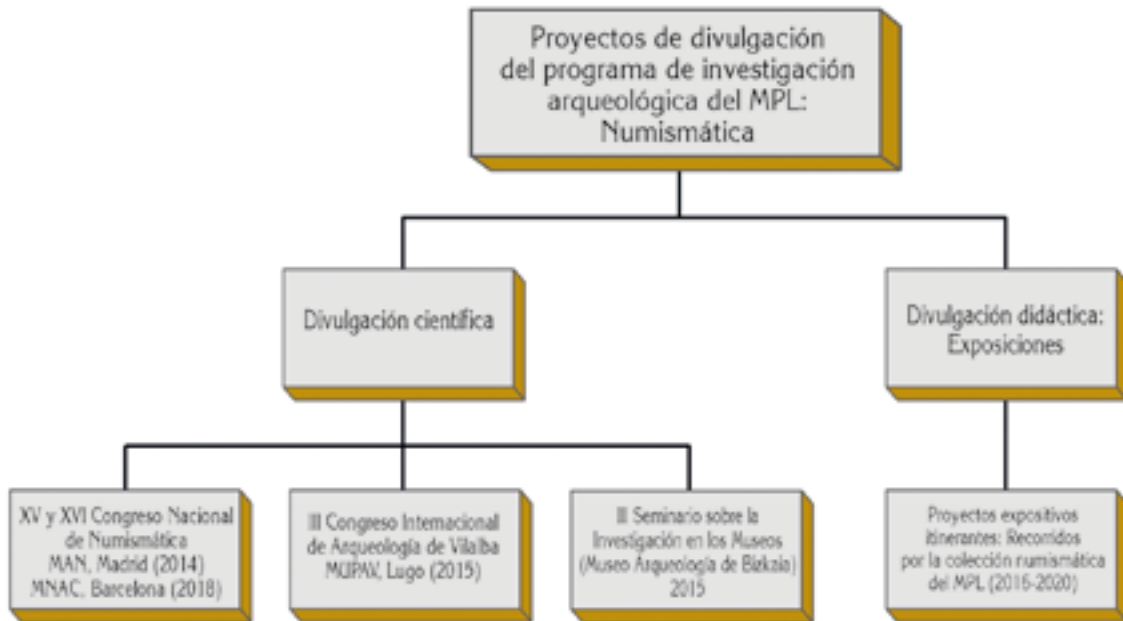 Proyectos de divulgación
del programa de investigación
arqueológica del MPL:
Numismática
Divulgación científica
Divulgación didáctica:
Exposiciones
XV y XVI Congreso Nacional
de Numismática
MAN, Madrid (2014)
MNAC, Barcelona (2018)
III Congreso Internacional
de Arqueología de Vilalba
MUPAV, Lugo (2015)
II Seminario sobre la
Investigación en los Museos
(Museo Arqueología de Bizkaia)
2015
Proyectos expositivos
itinerantes: Recorridos
por la colección numismática
del MPL (2016-2020)